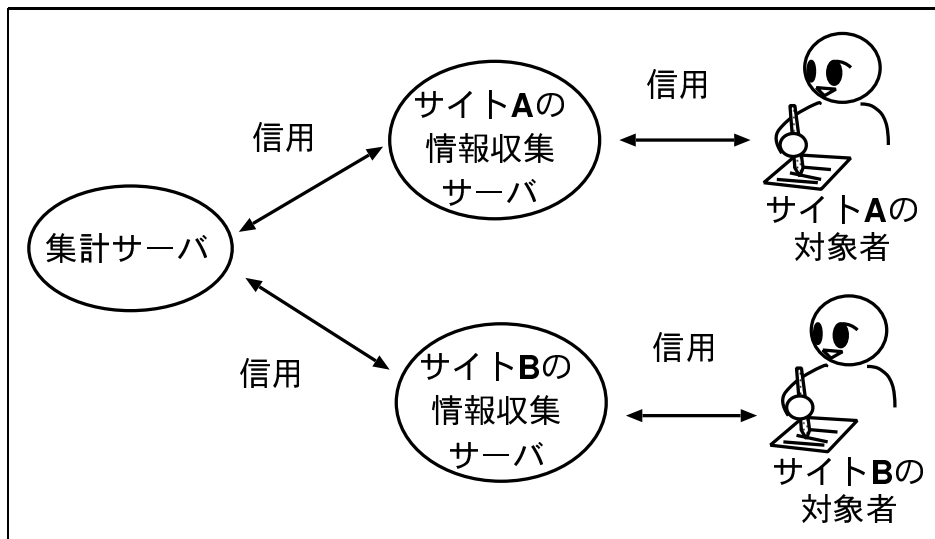 信用
サイトAの
情報収集
サーバ
信用
サイトAの
対象者
集計サーバ
信用
サイトBの
情報収集
サーバ
信用
サイトBの
対象者